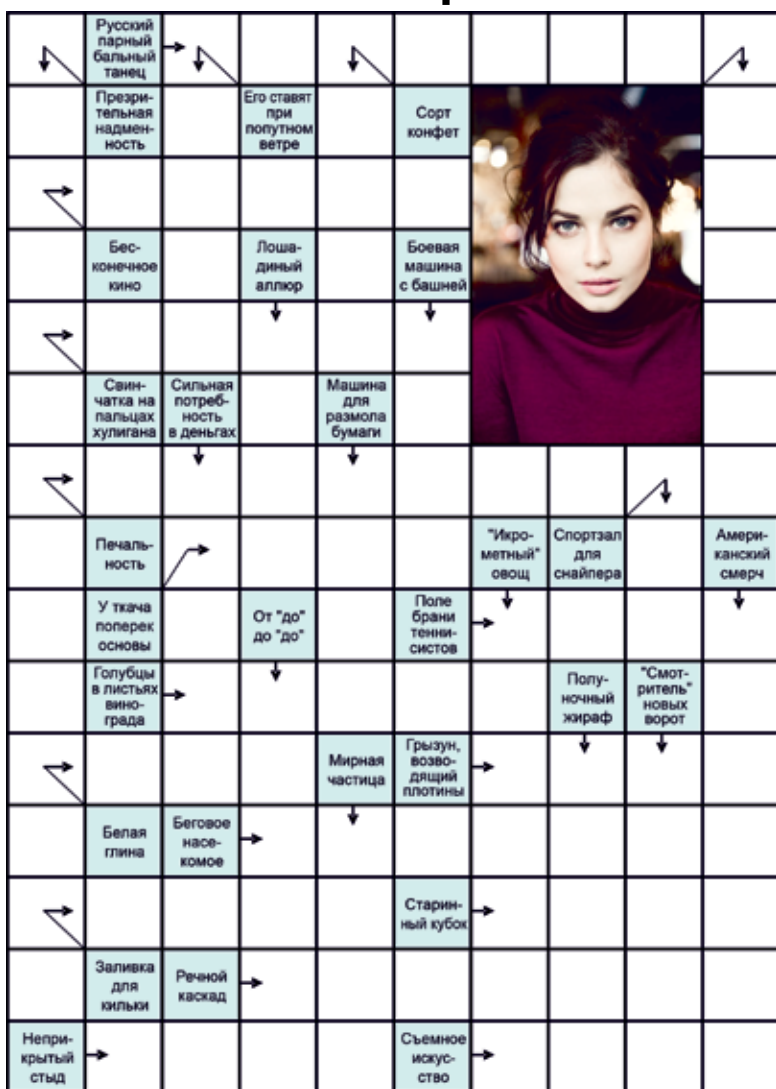 Русский
парный
бальный
танец
Презри-
тельная
надмен-
ность
Его ставят
при
попутном
ветре
Сорт
конфет
Бес-
конечное
кино
Лоша-
диный
аллюр
Боевая
машина
с башней
Свин-
чатка на
пальцах
хулигана
Сильная
потреб-
ность
в деньгах
Машина
для
размола
бумаги
Печаль-
ность
"Икро-
метный"
овощ
Спортзал
для
снайпера
Амери-
канский
смерч
У ткача
поперек
основы
От "до"
до "до"
Поле
брани
тенни-
систов
Голубцы
в листьях
вино-
града
Полу-
ночный
жираф
"Смот-
ритель"
новых
ворот
Мирная
частица
Грызун,
возво-
дящий
плотины
Белая
глина
Беговое
насе-
комое
Старин-
ный кубок
Заливка
для
кильки
Речной
каскад
Непри-
крытый
стыд
Съемное
искус-
ство